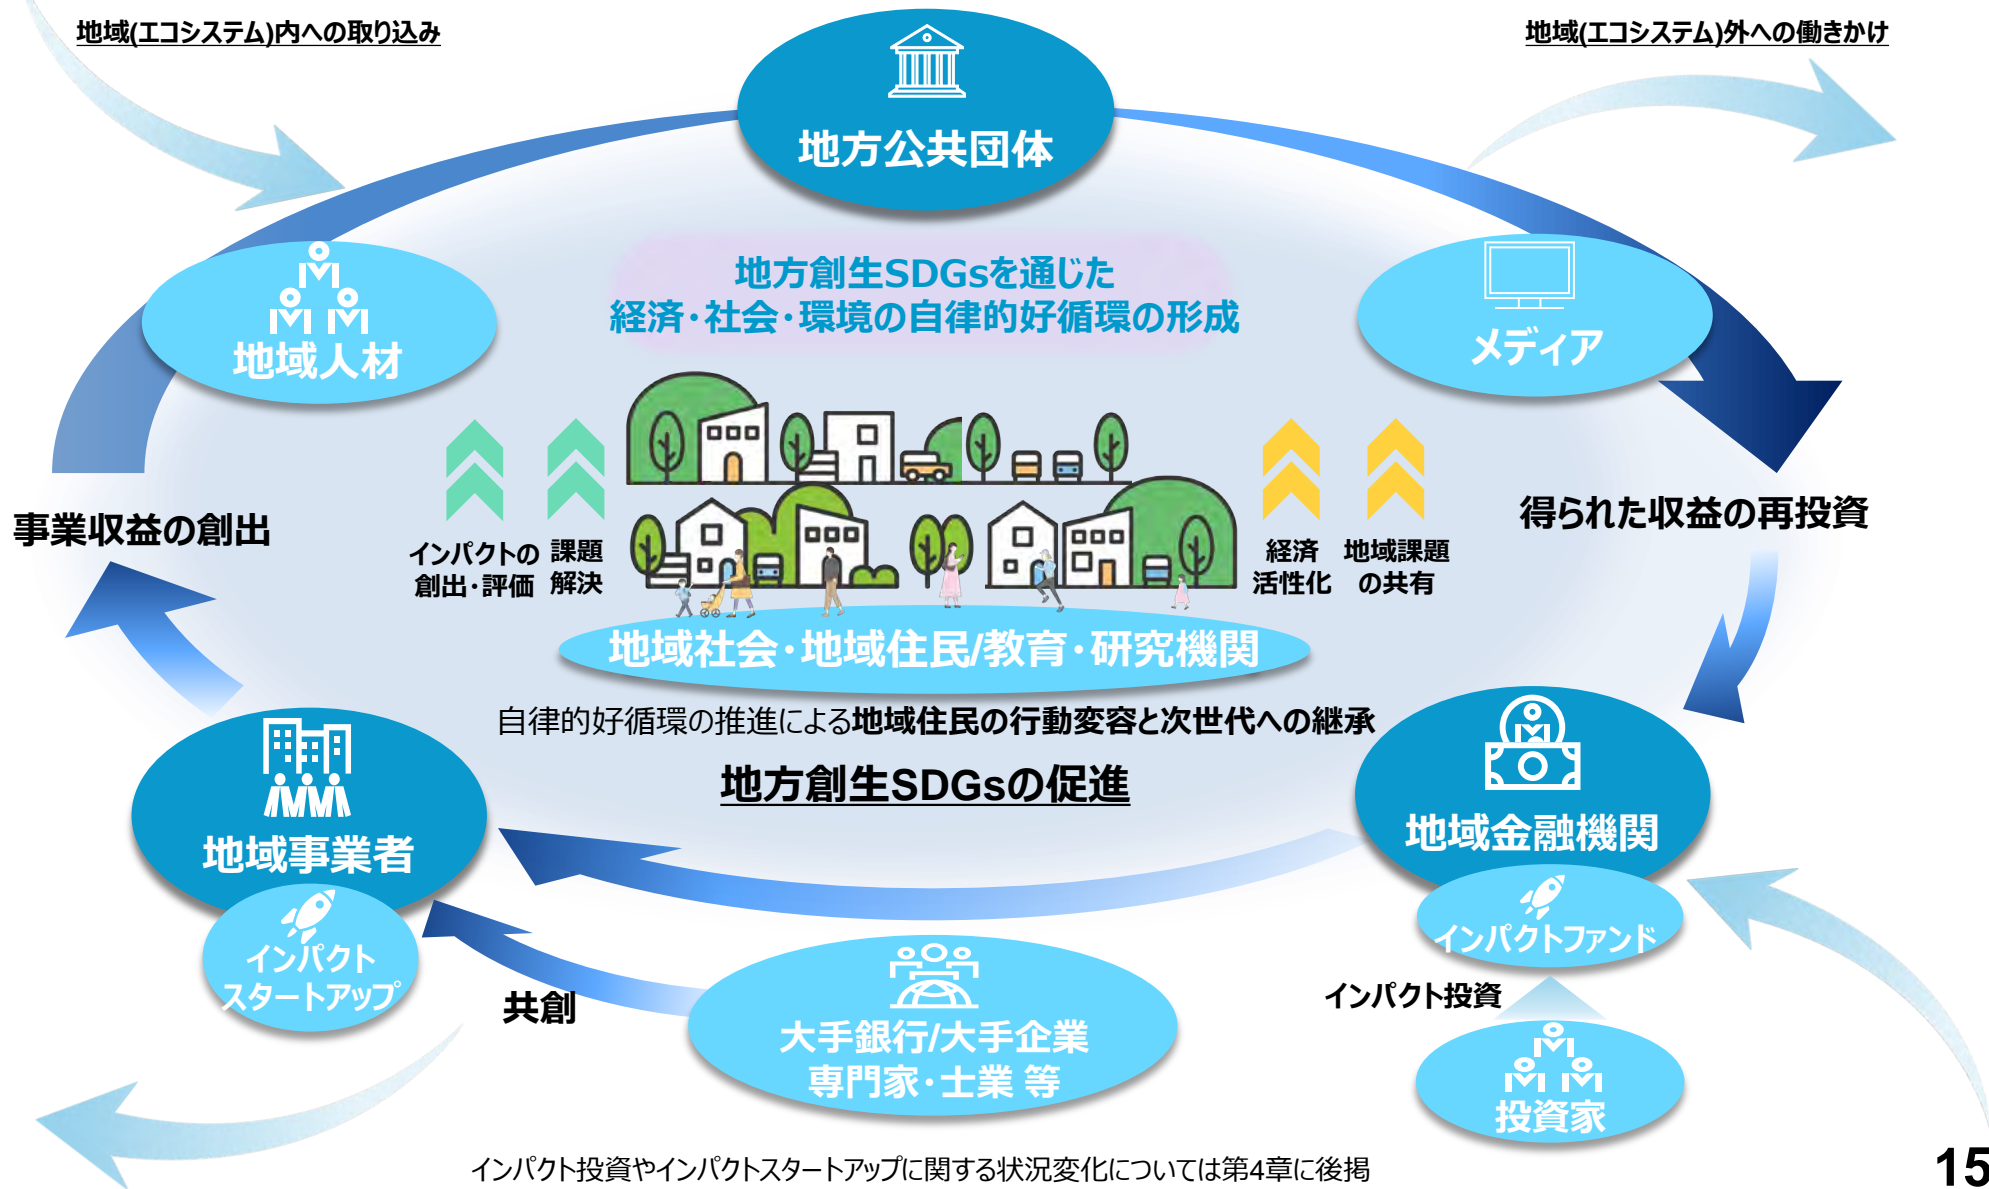 地域(エコシステム)内への取り込み
地域(エコシステム)外への働きかけ
地方公共団体
地方創生SDGsを通じた
経済・社会・環境の自律的好循環の形成
地域人材
メディア
事業収益の創出
得られた収益の再投資
インパクトの
創出・評価
課題
解決
経済
活性化
地域課題
の共有
地域社会・地域住民/教育・研究機関
自律的好循環の推進による地域住民の行動変容と次世代への継承
地方創生SDGsの促進
地域事業者
インパクト
スタートアップ
地域金融機関
インパクトファンド
インパクト投資
投資家
共創
大手銀行/大手企業
専門家・士業 等
インパクト投資やインパクトスタートアップに関する状況変化については第4章に後掲
15